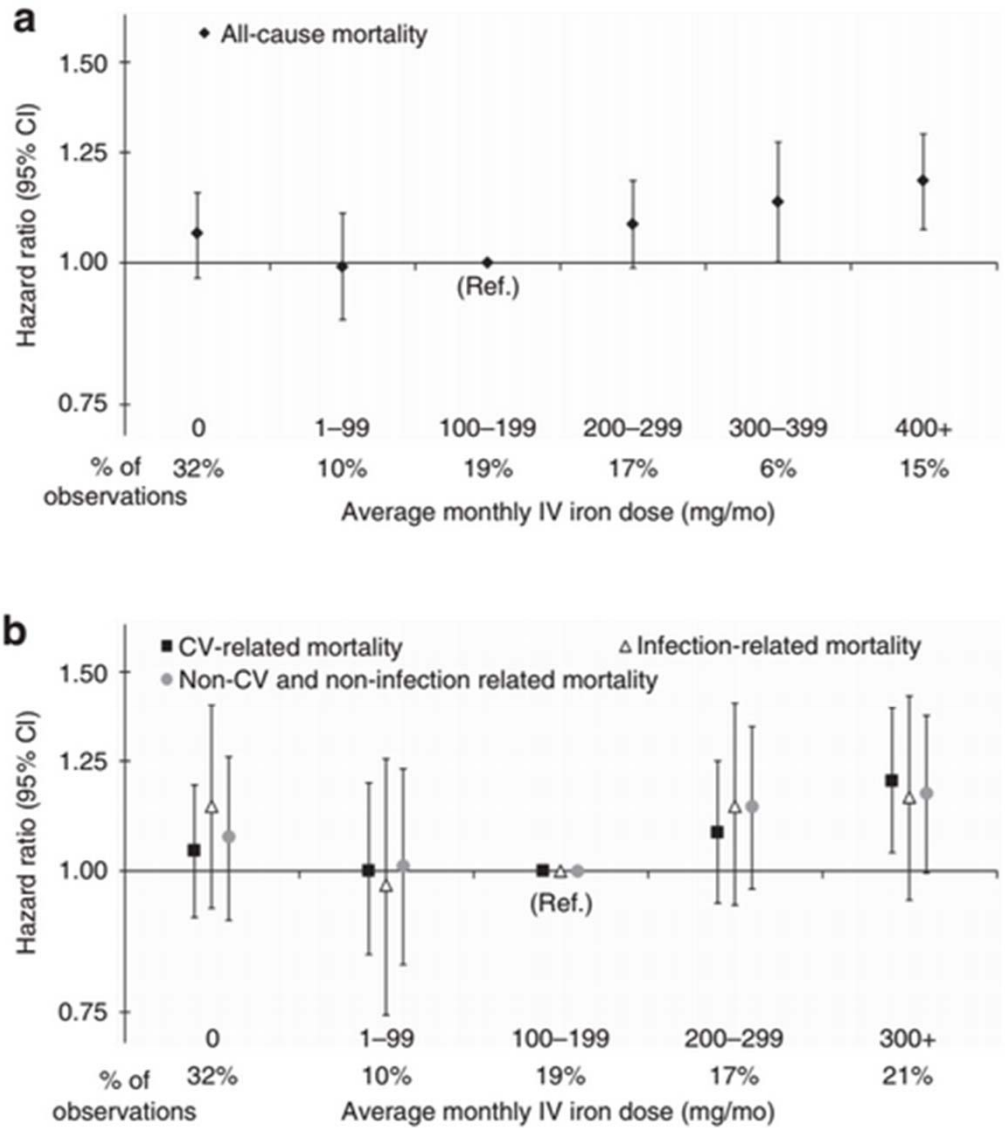 a
All-cause mortality
Hazard ratio (95% CI)
1.50
1.25
1.00
0.75
(Ref.)
0 1–99 100–199 200–299 300–399 400+
% of 32% 10% 19% 17% 6% 15%
observations
Average monthly IV iron dose (mg/mo)
b
CV-related mortality Infection-related mortality
Non-CV and non-infection related mortality
Hazard ratio (95% CI)
1.50
1.25
1.00
0.75
(Ref.)
0 1–99 100–199 200–299 300+
% of 32% 10% 19% 17% 21%
observations
Average monthly IV iron dose (mg/mo)